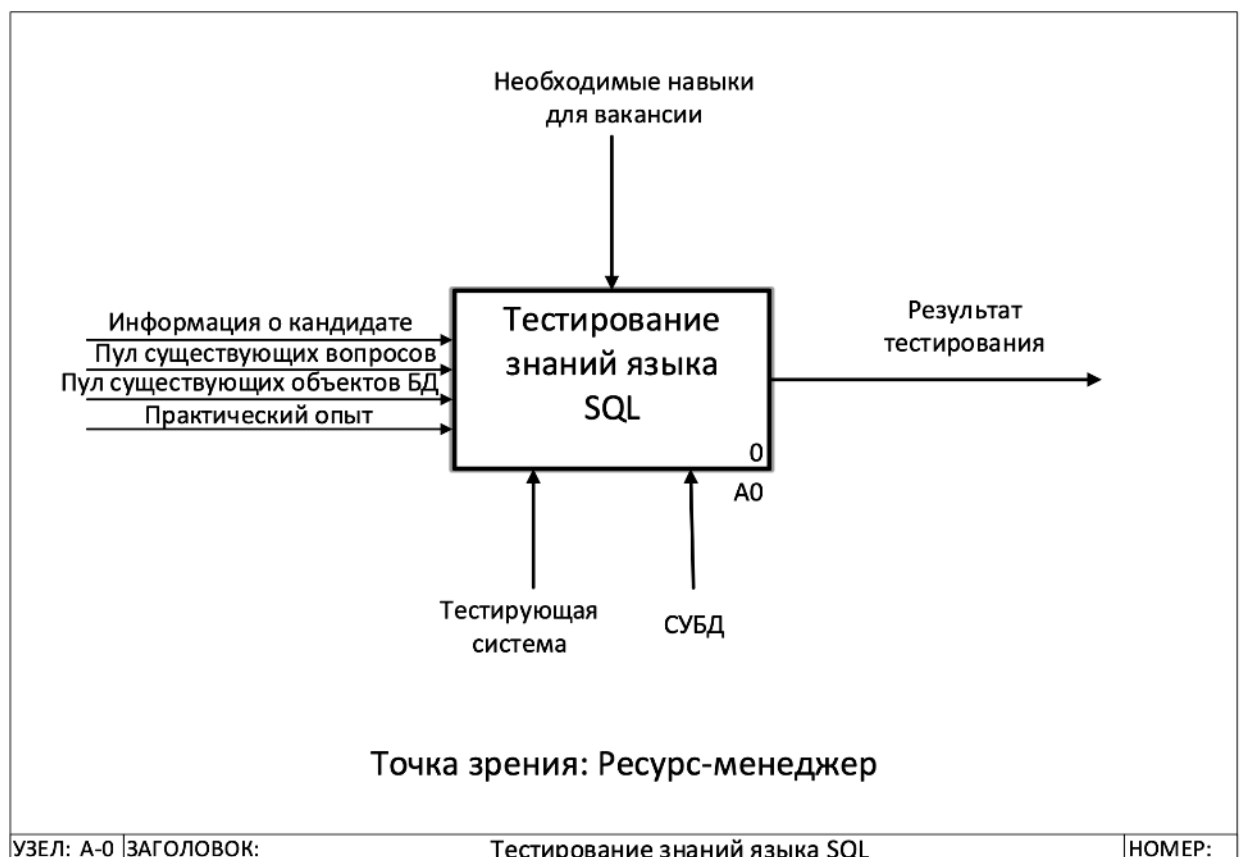 Необходимые навыки
для вакансии
Информация о кандидате
Пул существующих вопросов
Пул существующих объектов БД
Практический опыт
Тестирование
знаний языка
SQL
0
A0
Результат
тестирования
Тестирующая
система
СУБД
Точка зрения: Ресурс-менеджер
УЗЕЛ: A-0 ЗАГОЛОВОК: Тестирование знаний языка SQL НОМЕР: